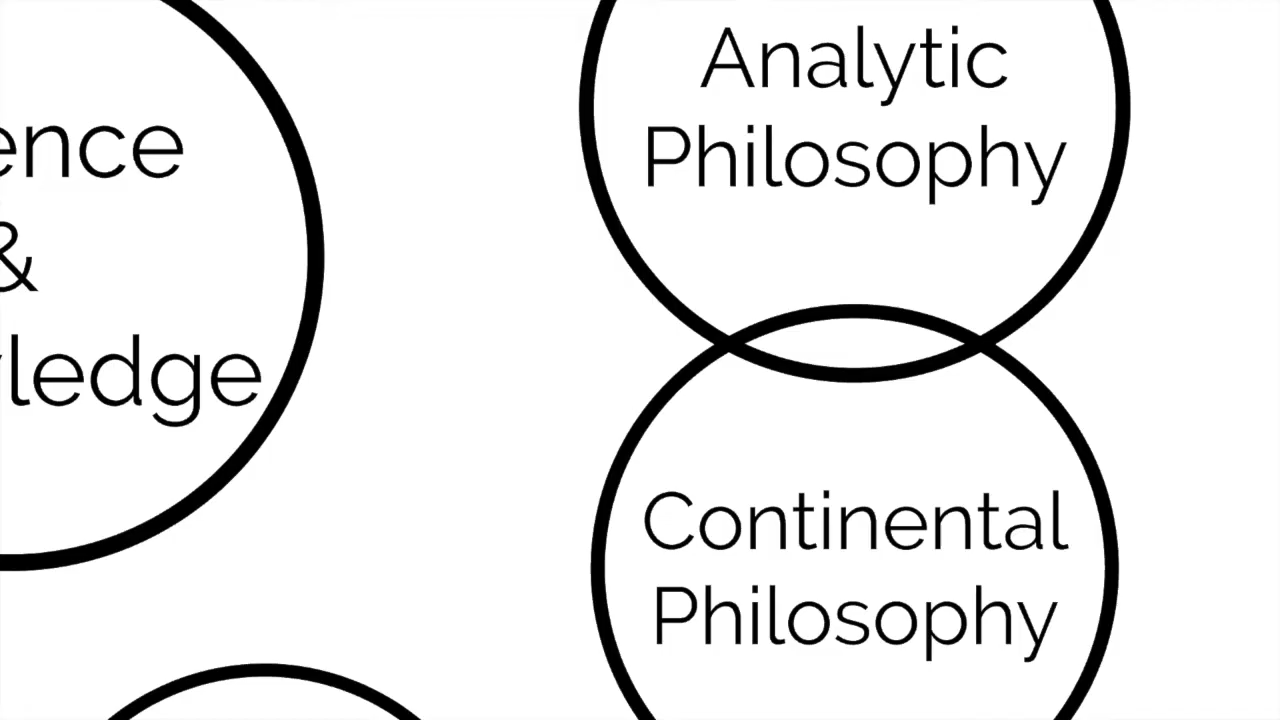 ence
&
ledge
Analytic
Philosophy
Continental
Philosophy